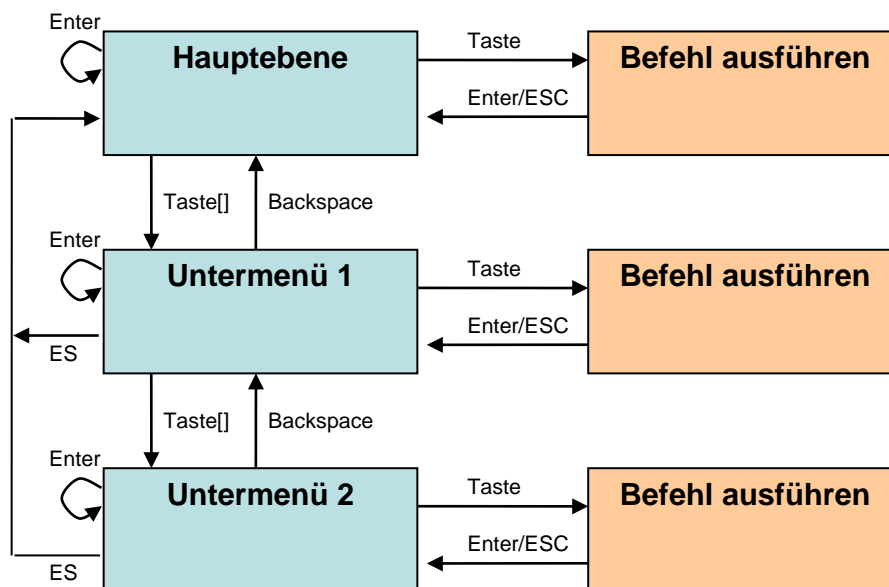 Enter
Hauptebene
Taste
Befehl ausführen
Enter/ESC
Taste[]
Backspace
Enter
Untermenü 1
Taste
Befehl ausführen
Enter/ESC
ES
Taste[]
Backspace
Enter
Untermenü 2
Taste
Befehl ausführen
Enter/ESC
ES